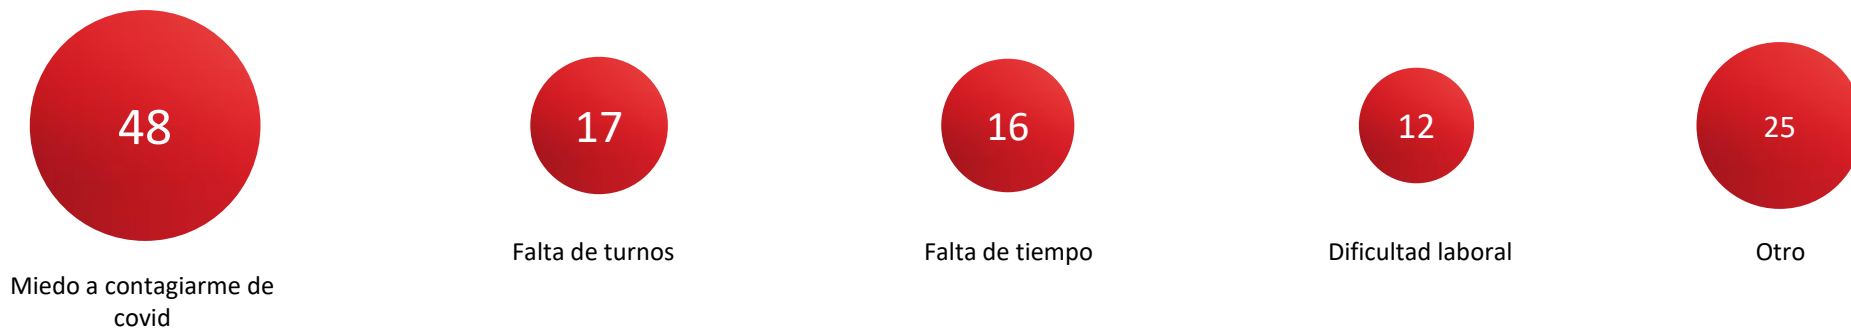 48
17
16
12
25
Falta de turnos
Falta de tiempo
Dificultad laboral
Otro
Miedo a contagiarme de
covid